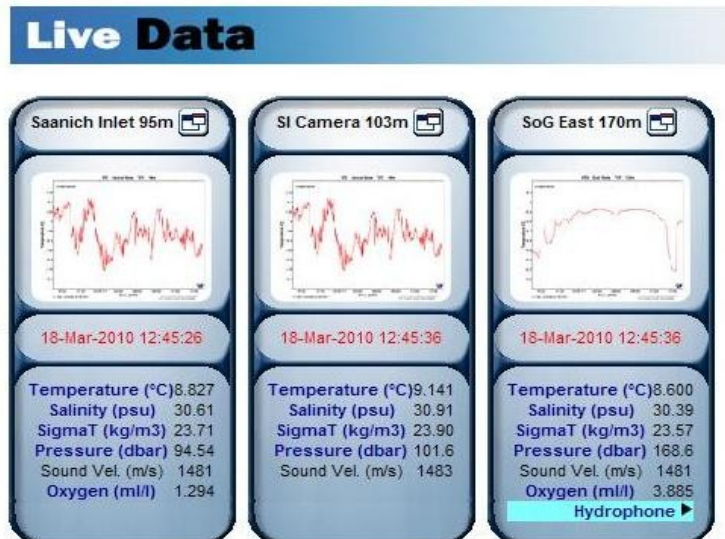 Live Data
Saanich Inlet 95m
18-Mar-2010 12:45:26
Temperature (°C)8.827
Salinity (psu) 30.61
SigmaT (kg/m3) 23.71
Pressure (dbar) 94.54
Sound Vel. (m/s) 1481
Oxygen (ml/l) 1.294
SI Camera 103m
18-Mar-2010 12:45:36
Temperature (°C)9.141
Salinity (psu) 30.91
SigmaT (kg/m3) 23.90
Pressure (dbar) 101.6
Sound Vel. (m/s) 1483
SoG East 170m
18-Mar-2010 12:45:36
Temperature (°C)8.600
Salinity (psu) 30.39
SigmaT (kg/m3) 23.57
Pressure (dbar) 168.6
Sound Vel. (m/s) 1481
Oxygen (ml/l) 3.885
Hydrophone